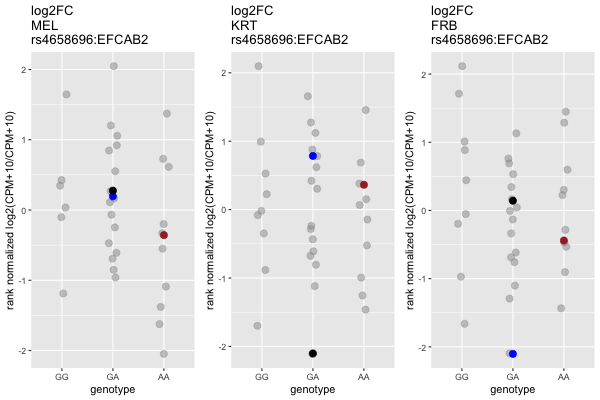 log2FC
MEL
rs4658696:EFCAB2
rank normalized log2(CPM+10/CPM+10)
2
1
0
-1
-2
GG
GA
AA
genotype
log2FC
KRT
rs4658696:EFCAB2
rank normalized log2(CPM+10/CPM+10)
2
1
0
-1
-2
GG
GA
AA
genotype
log2FC
FRB
rs4658696:EFCAB2
rank normalized log2(CPM+10/CPM+10)
2
1
0
-1
-2
GG
GA
AA
genotype